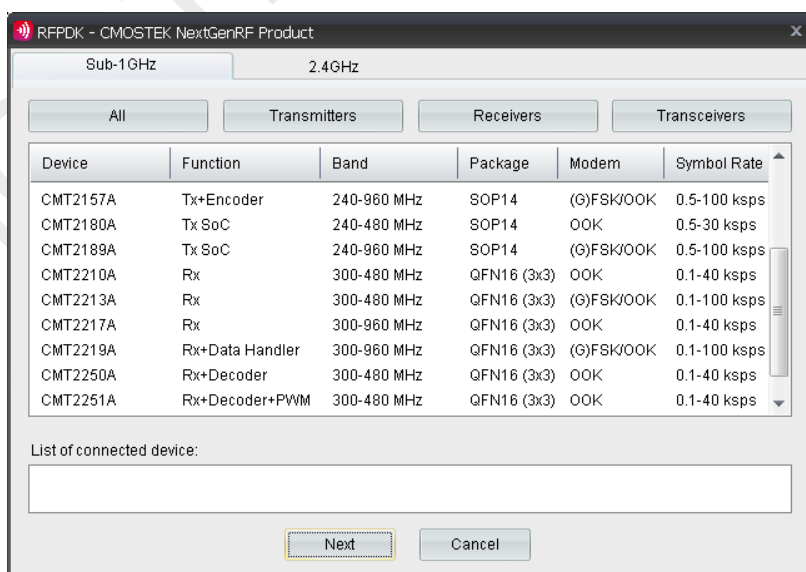 RFPDK - CMOSTEK NextGenRF Product x
Sub-1GHz 2.4GHz
All Transmitters Receivers Transceivers
Device Function Band Package Modem Symbol Rate
CMT2157A Tx+Encoder 240-960 MHz SOP14 (G)FSK/OOK 0.5-100 ksps
CMT2180A Tx SoC 240-480 MHz SOP14 OOK 0.5-30 ksps
CMT2189A Tx SoC 240-960 MHz SOP14 (G)FSK/OOK 0.5-100 ksps
CMT2210A Rx 300-480 MHz QFN16 (3x3) OOK 0.1-40 ksps
CMT2213A Rx 300-480 MHz QFN16 (3x3) (G)FSK/OOK 0.1-100 ksps
CMT2217A Rx 300-960 MHz QFN16 (3x3) OOK 0.1-40 ksps
CMT2219A Rx+Data Handler 300-960 MHz QFN16 (3x3) (G)FSK/OOK 0.1-100 ksps
CMT2250A Rx+Decoder 300-480 MHz QFN16 (3x3) OOK 0.1-40 ksps
CMT2251A Rx+Decoder+PWM 300-480 MHz QFN16 (3x3) OOK 0.1-40 ksps
List of connected device:
Next Cancel